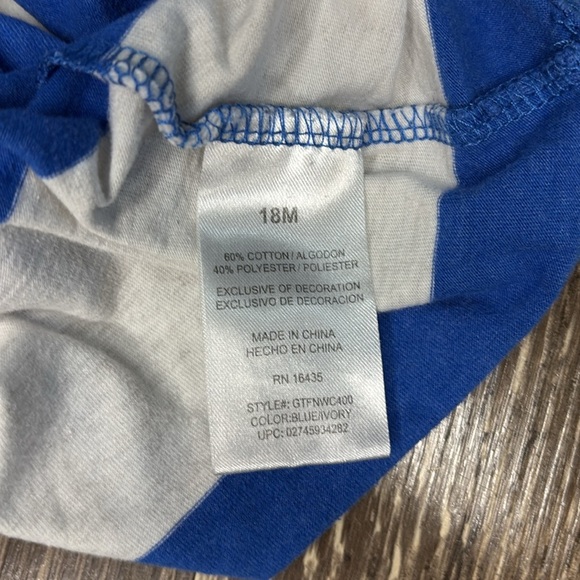 18M
60% COTTON / ALGODON
40% POLYESTER / POLIESTER
EXCLUSIVE OF DECORATION
EXCLUSIVO DE DECORACION
MADE IN CHINA
HECHO EN CHINA
RN 16435
STYLE#: GTFNWC400
COLOR:BLUE/IVORY
UPC: 02745934282